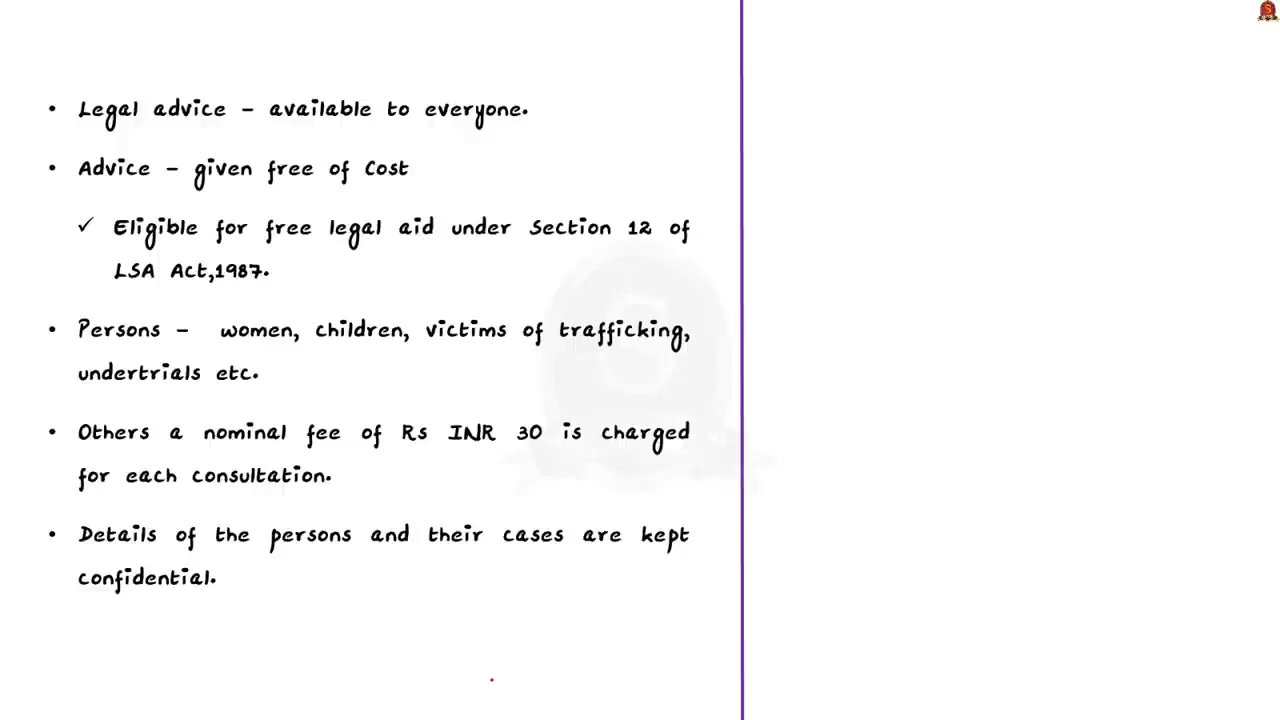 • Legal advice – available to everyone.
• Advice – given free of Cost
✓ Eligible for free legal aid under Section 12 of
LSA Act,1987.
• Persons – women, children, victims of trafficking,
undertrials etc.
• Others a nominal fee of Rs INR 30 is charged
for each consultation.
• Details of the persons and their cases are kept
confidential.